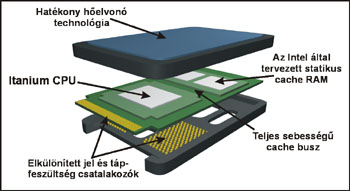 Hatékony hőelvonó
technológia
Az Intel által
tervezett statikus
cache RAM
Itanium CPU
Teljes sebességű
cache busz
Elkülönített jel és táp-
feszültség csatalakozók